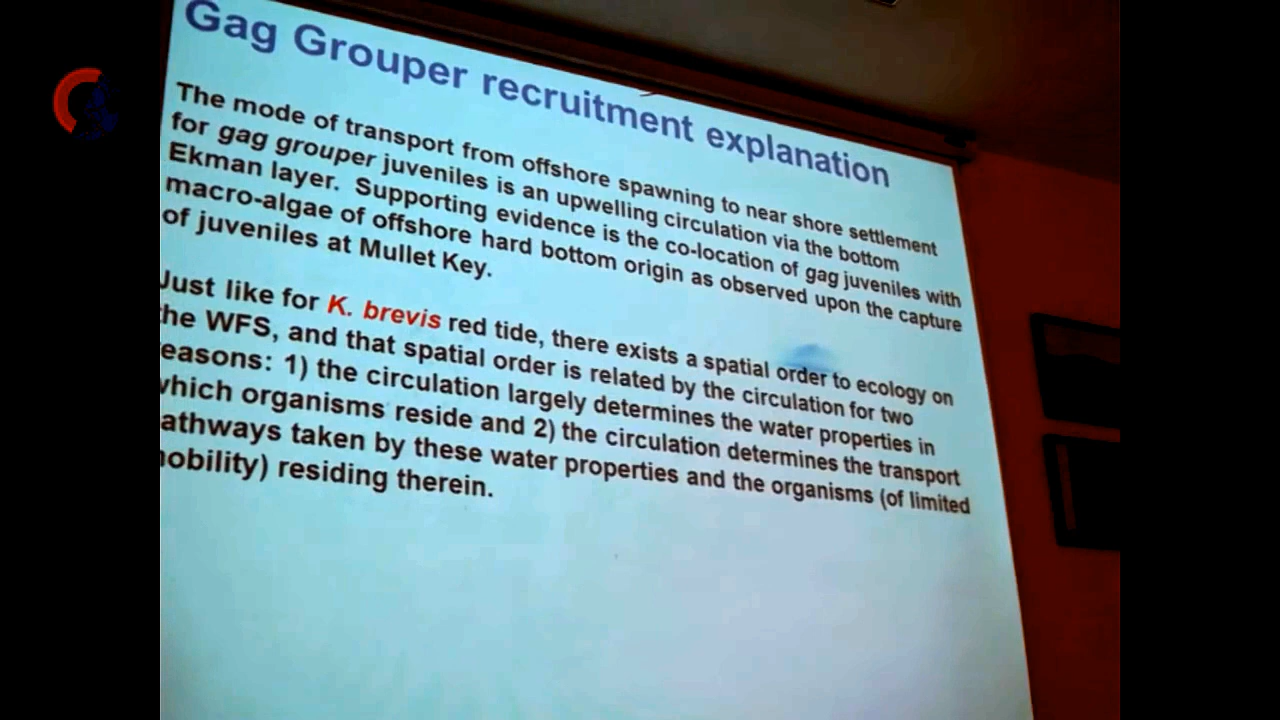 Gag Grouper recruitment explanation
The mode of transport from offshore spawning to near shore settlement
for gag grouper juveniles is an upwelling circulation via the bottom
Ekman layer. Supporting evidence is the co-location of gag juveniles with
macro-algae of offshore hard bottom origin as observed upon the capture
of juveniles at Mullet Key.
Just like for K. brevis red tide, there exists a spatial order to ecology on
the WFS, and that spatial order is related by the circulation for two
easons: 1) the circulation largely determines the water properties in
which organisms reside and 2) the circulation determines the transport
athways taken by these water properties and the organisms (of limited
obility) residing therein.